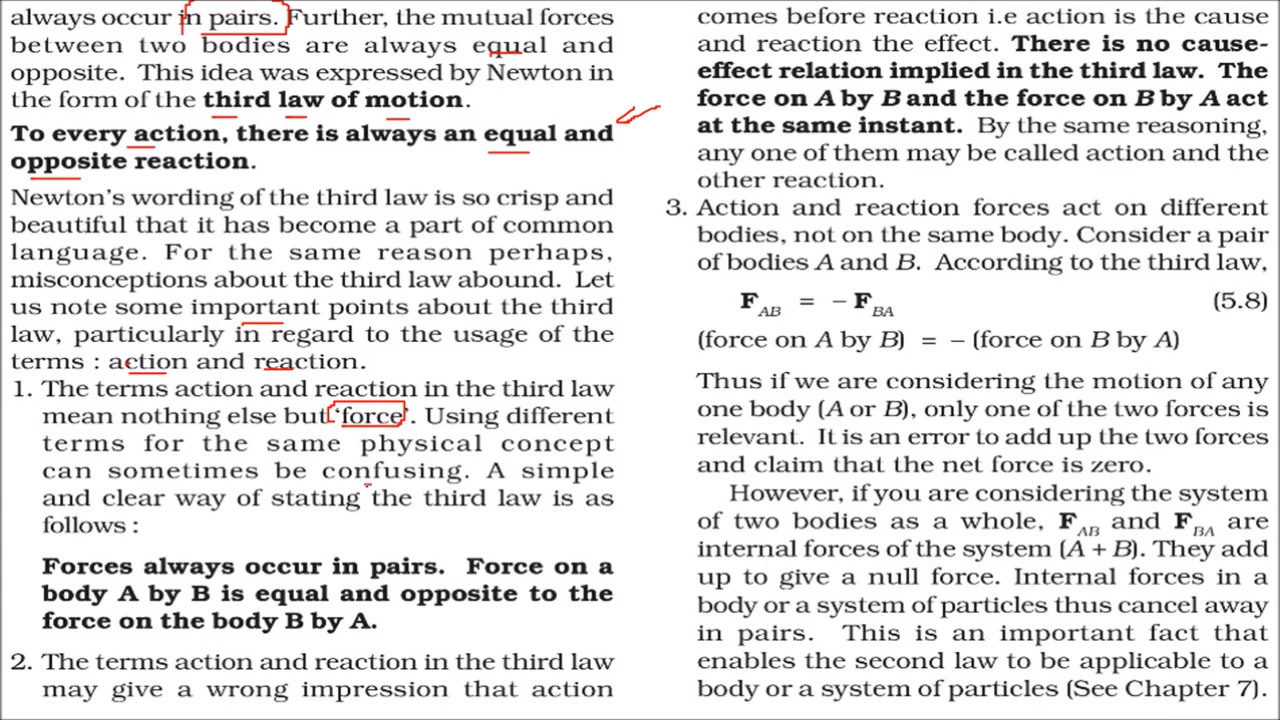 always occur in pairs. Further, the mutual forces
between two bodies are always equal and
opposite. This idea was expressed by Newton in
the form of the third law of motion.
To every action, there is always an equal and
opposite reaction.
Newton's wording of the third law is so crisp and
beautiful that it has become a part of common
language. For the same reason perhaps,
misconceptions about the third law abound. Let
us note some important points about the third
law, particularly in regard to the usage of the
terms : action and reaction.
1. The terms action and reaction in the third law
mean nothing else but 'force'. Using different
terms for the same physical concept
can sometimes be confusing. A simple
and clear way of stating the third law is as
follows :
Forces always occur in pairs. Force on a
body A by B is equal and opposite to the
force on the body B by A.
2. The terms action and reaction in the third law
may give a wrong impression that action
comes before reaction i.e action is the cause
and reaction the effect. There is no cause-
effect relation implied in the third law. The
force on A by B and the force on B by A act
at the same instant. By the same reasoning,
any one of them may be called action and the
other reaction.
3. Action and reaction forces act on different
bodies, not on the same body. Consider a pair
of bodies A and B. According to the third law,
F_AB = – F_BA (5.8)
(force on A by B) = – (force on B by A)
Thus if we are considering the motion of any
one body (A or B), only one of the two forces is
relevant. It is an error to add up the two forces
and claim that the net force is zero.
However, if you are considering the system
of two bodies as a whole, F_AB and F_BA are
internal forces of the system (A + B). They add
up to give a null force. Internal forces in a
body or a system of particles thus cancel away
in pairs. This is an important fact that
enables the second law to be applicable to a
body or a system of particles (See Chapter 7).